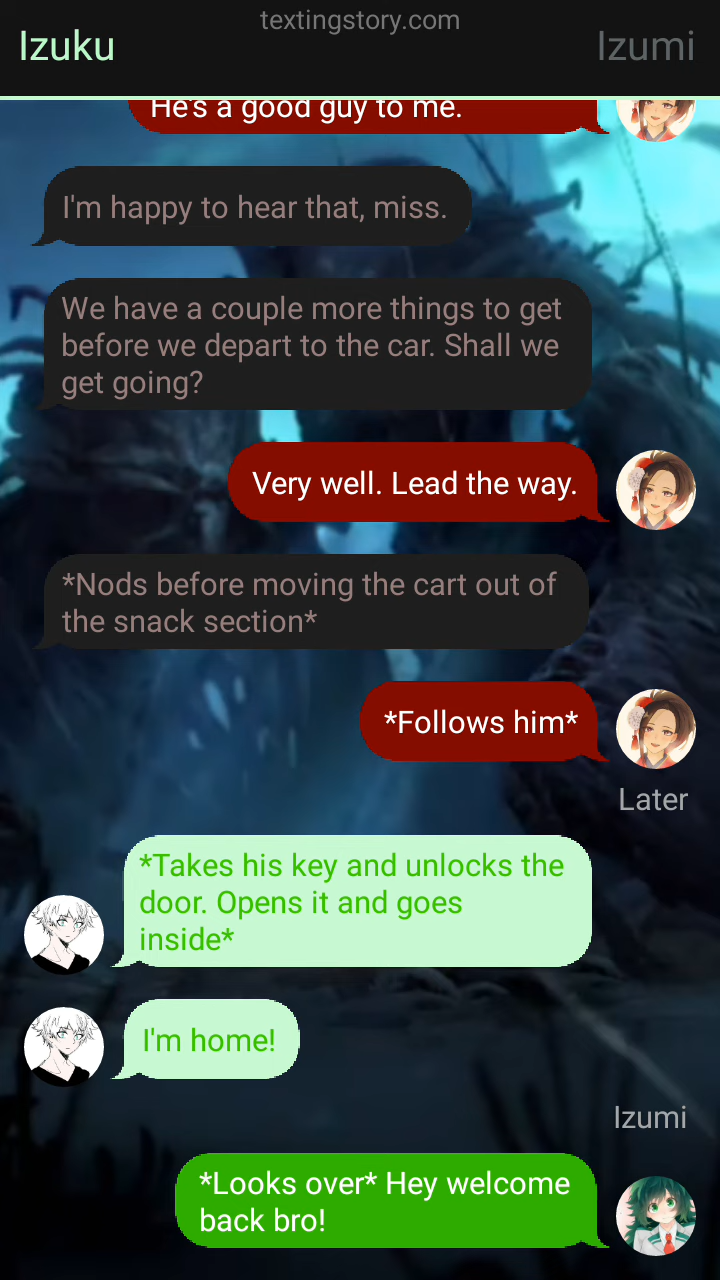 textingstory.com
Izuku
Izumi
He's a good guy to me.
I'm happy to hear that, miss.
We have a couple more things to get
before we depart to the car. Shall we
get going?
Very well. Lead the way.
*Nods before moving the cart out of
the snack section*
*Follows him*
Later
*Takes his key and unlocks the
door. Opens it and goes
inside*
I'm home!
Izumi
*Looks over* Hey welcome
back bro!